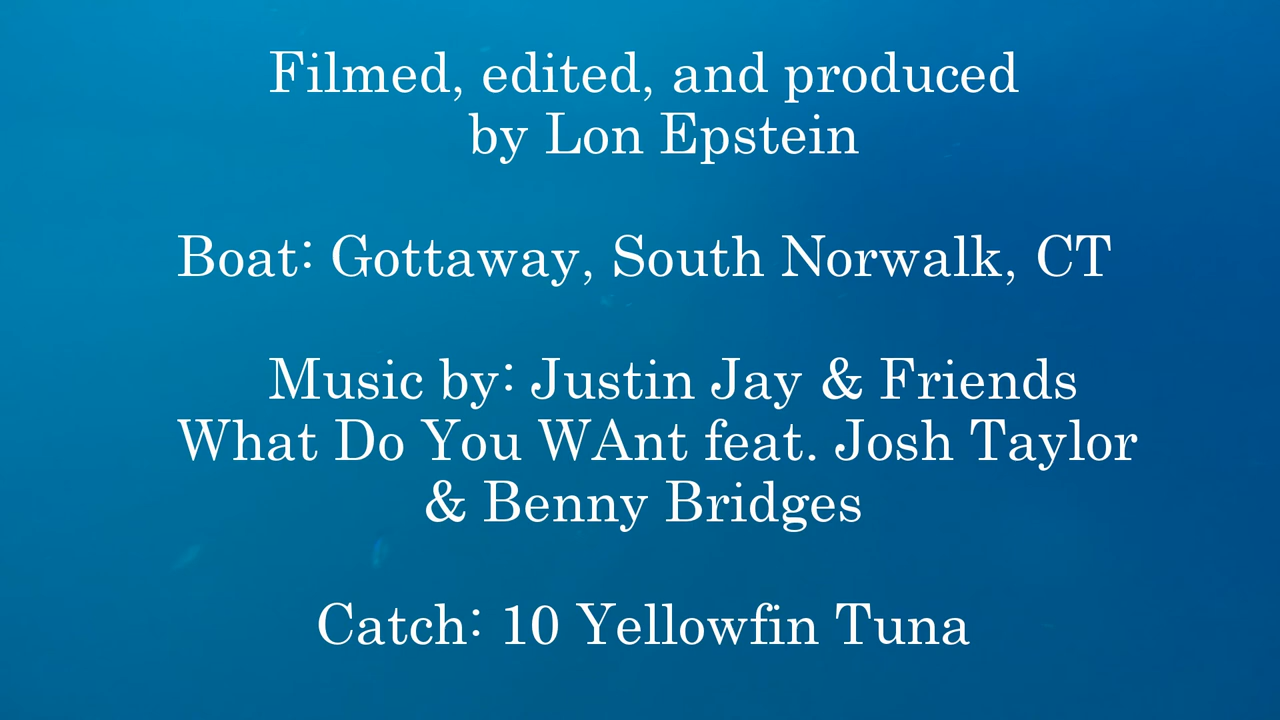 Filmed, edited, and produced
by Lon Epstein
Boat: Gottaway, South Norwalk, CT
Music by: Justin Jay & Friends
What Do You WAnt feat. Josh Taylor
& Benny Bridges
Catch: 10 Yellowfin Tuna